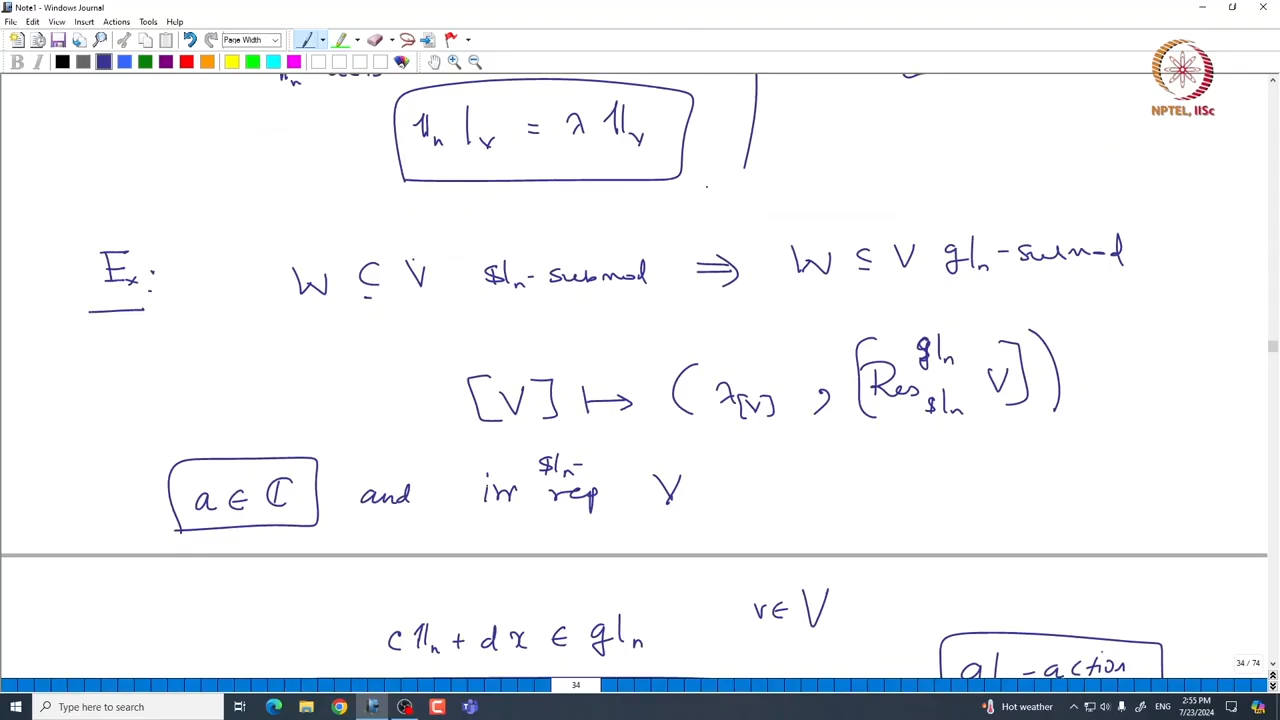 Note1 - Windows Journal
File Edit View Insert Actions Tools Help
Page Width
NPTEL, IISc
𝟙ₙ |ᵥ = λ 𝟙ᵥ
Ex: W ⊆ V slₙ-submod ⇒ W ⊆ V glₙ-submod
[V] ↦ (λ_[V] , [Res^{glₙ}_{slₙ} V])
a ∈ ℂ and irr slₙ- rep V
c𝟙ₙ + dx ∈ glₙ v ∈ V
gl -action
34 / 74
34
Type here to search
Hot weather
ENG
2:55 PM
7/23/2024